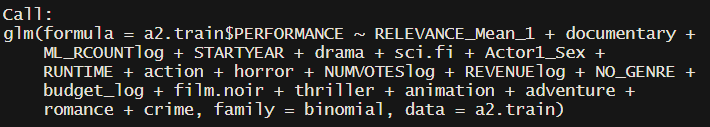 Call:
glm(formula = a2.train$PERFORMANCE ~ RELEVANCE_Mean_1 + documentary +
    ML_RCOUNTlog + STARTYEAR + drama + sci.fi + Actor1_Sex +
    RUNTIME + action + horror + NUMVOTESlog + REVENUElog + NO_GENRE +
    budget_log + film.noir + thriller + animation + adventure +
    romance + crime, family = binomial, data = a2.train)